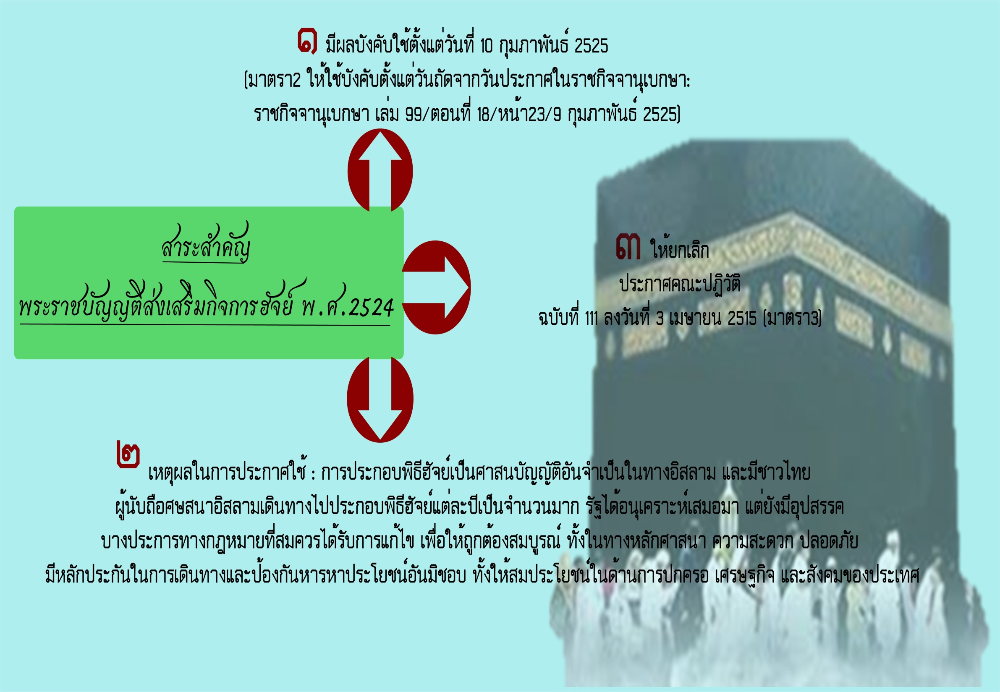 ๑ มีผลบังคับใช้ตั้งแต่วันที่ 10 กุมภาพันธ์ 2525
(มาตรา2 ให้ใช้บังคับตั้งแต่วันถัดจากวันประกาศในราชกิจจานุเบกษา:
ราชกิจจานุเบกษา เล่ม 99/ตอนที่ 18/หน้า23/9 กุมภาพันธ์ 2525)
สาระสำคัญ
พระราชบัญญัติส่งเสริมกิจการฮัจย์ พ.ศ.2524
๓ ให้ยกเลิก
ประกาศคณะปฏิวัติ
ฉบับที่ 111 ลงวันที่ 3 เมษายน 2515 (มาตรา3)
๒ เหตุผลในการประกาศใช้ : การประกอบพิธีฮัจย์เป็นศาสนบัญญัติอันจำเป็นในทางอิสลาม และมีชาวไทย
ผู้นับถือศษสนาอิสลามเดินทางไปประกอบพิธีฮัจย์แต่ละปีเป็นจำนวนมาก รัฐได้อนุเคราะห์เสมอมา แต่ยังมีอุปสรรค
บางประการทางกฎหมายที่สมควรได้รับการแก้ไข เพื่อให้ถูกต้องสมบูรณ์ ทั้งในทางหลักศาสนา ความสะดวก ปลอดภัย
มีหลักประกันในการเดินทางและป้องกันหารหาประโยชน์อันมิชอบ ทั้งให้สมประโยชน์ในด้านการปกครอ เศรษฐกิจ และสังคมของประเทศ